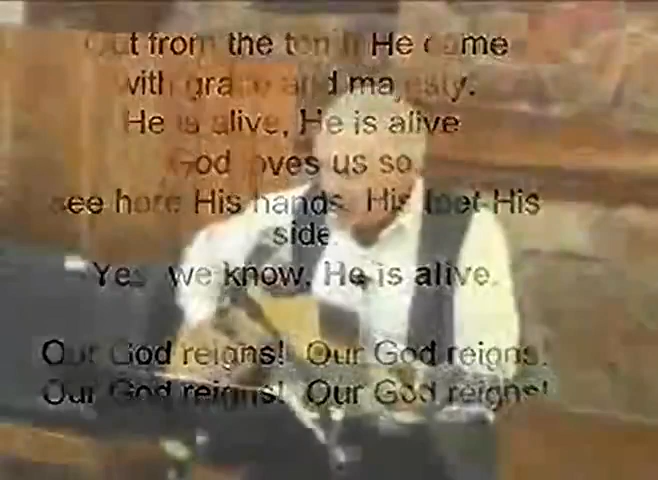 Out from the tomb He came
with grace and majesty.
He is alive, He is alive
God loves us so,
see here His hands, His feet His
side.
Yes we know, He is alive.
Our God reigns! Our God reigns!
Our God reigns! Our God reigns!